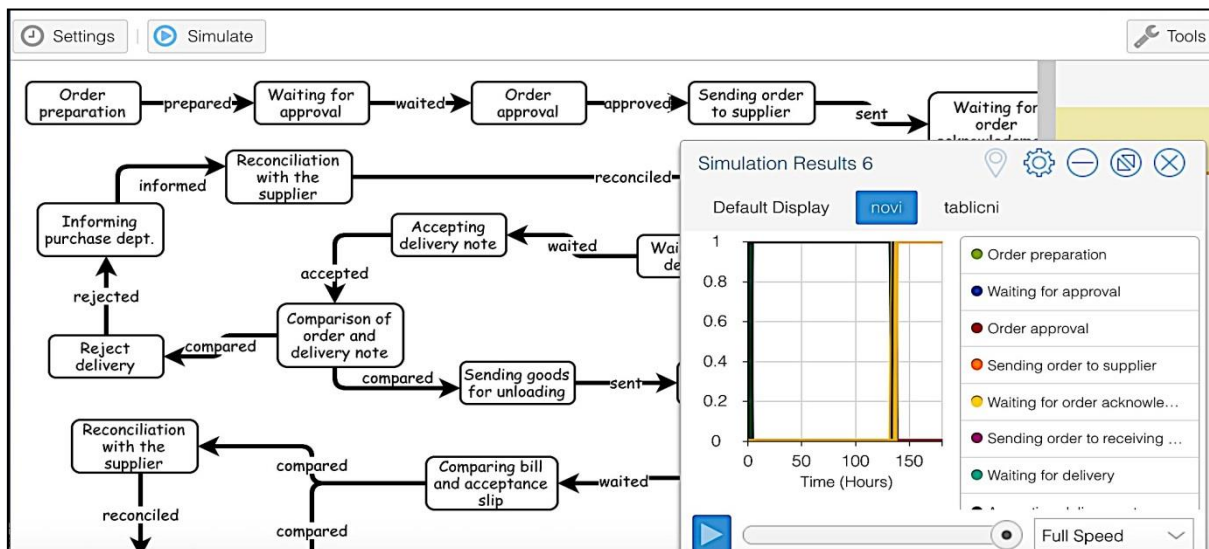 Settings
Simulate
Tools
Order
preparation
prepared
Waiting for
approval
waited
Order
approval
approved
Sending order
to supplier
sent
Waiting for
order
informed
Reconciliation
with the
supplier
reconciled
Informing
purchase dept.
Accepting
delivery note
waited
rejected
accepted
Reject
delivery
compared
Comparison of
order and
delivery note
compared
Sending goods
for unloading
sent
Reconciliation
with the
supplier
compared
Comparing bill
and acceptance
slip
waited
reconciled
compared
Simulation Results 6
Default Display
novi
tablicni
1
0.8
0.6
0.4
0.2
0
0
50
100
150
Time (Hours)
Order preparation
Waiting for approval
Order approval
Sending order to supplier
Waiting for order acknowle...
Sending order to receiving ...
Waiting for delivery
Full Speed